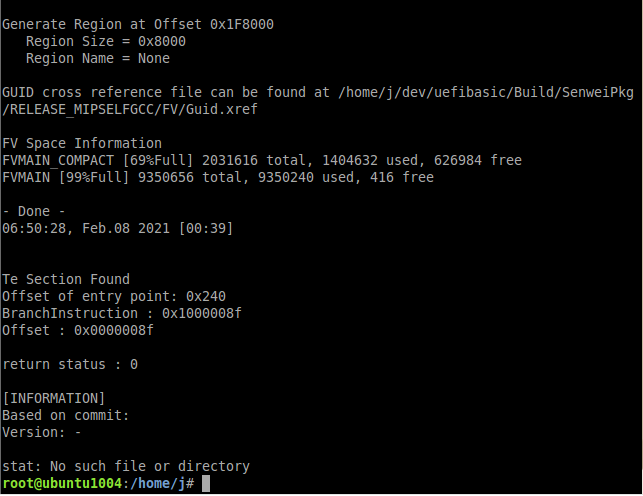 Generate Region at Offset 0x1F8000
   Region Size = 0x8000
   Region Name = None
GUID cross reference file can be found at /home/j/dev/uefibasic/Build/SenweiPkg
/RELEASE_MIPSELFGCC/FV/Guid.xref
FV Space Information
FVMAIN_COMPACT [69%Full] 2031616 total, 1404632 used, 626984 free
FVMAIN [99%Full] 9350656 total, 9350240 used, 416 free
- Done -
06:50:28, Feb.08 2021 [00:39]
Te Section Found
Offset of entry point: 0x240
BranchInstruction : 0x1000008f
Offset : 0x0000008f
return status : 0
[INFORMATION]
Based on commit:
Version: -
stat: No such file or directory
root@ubuntu1004:/home/j#